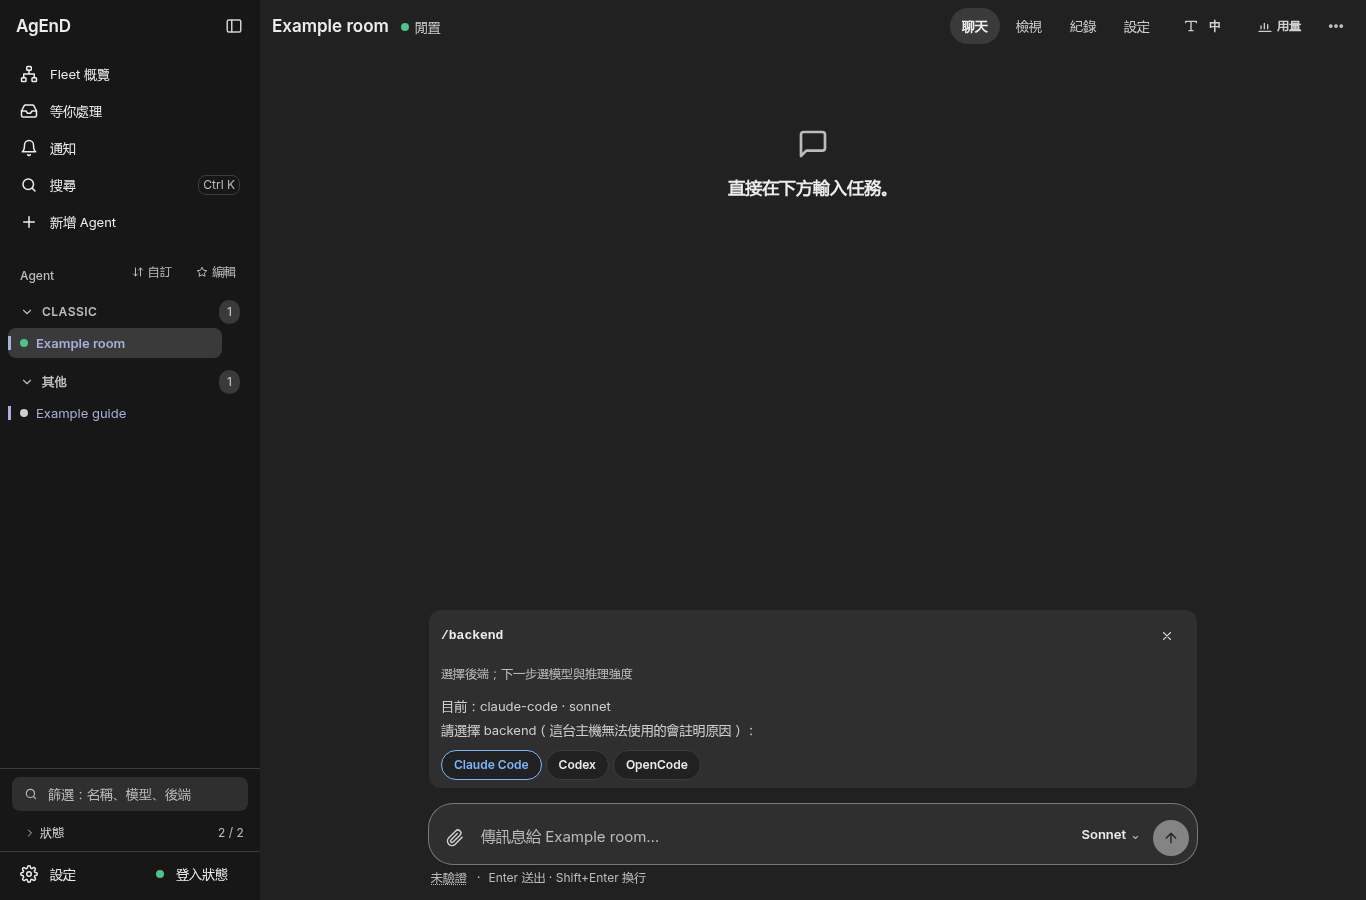 AgEnD
Fleet 概覽
等你處理
通知
搜尋 Ctrl K
新增 Agent
Agent 自訂 編輯
CLASSIC 1
Example room
其他 1
Example guide
篩選：名稱、模型、後端
狀態 2 / 2
設定 登入狀態
Example room 閒置
聊天 檢視 紀錄 設定 T 中 用量
直接在下方輸入任務。
/backend
選擇後端；下一步選模型與推理強度
目前：claude-code · sonnet
請選擇 backend（這台主機無法使用的會註明原因）：
Claude Code Codex OpenCode
傳訊息給 Example room… Sonnet
未驗證 · Enter 送出 · Shift+Enter 換行